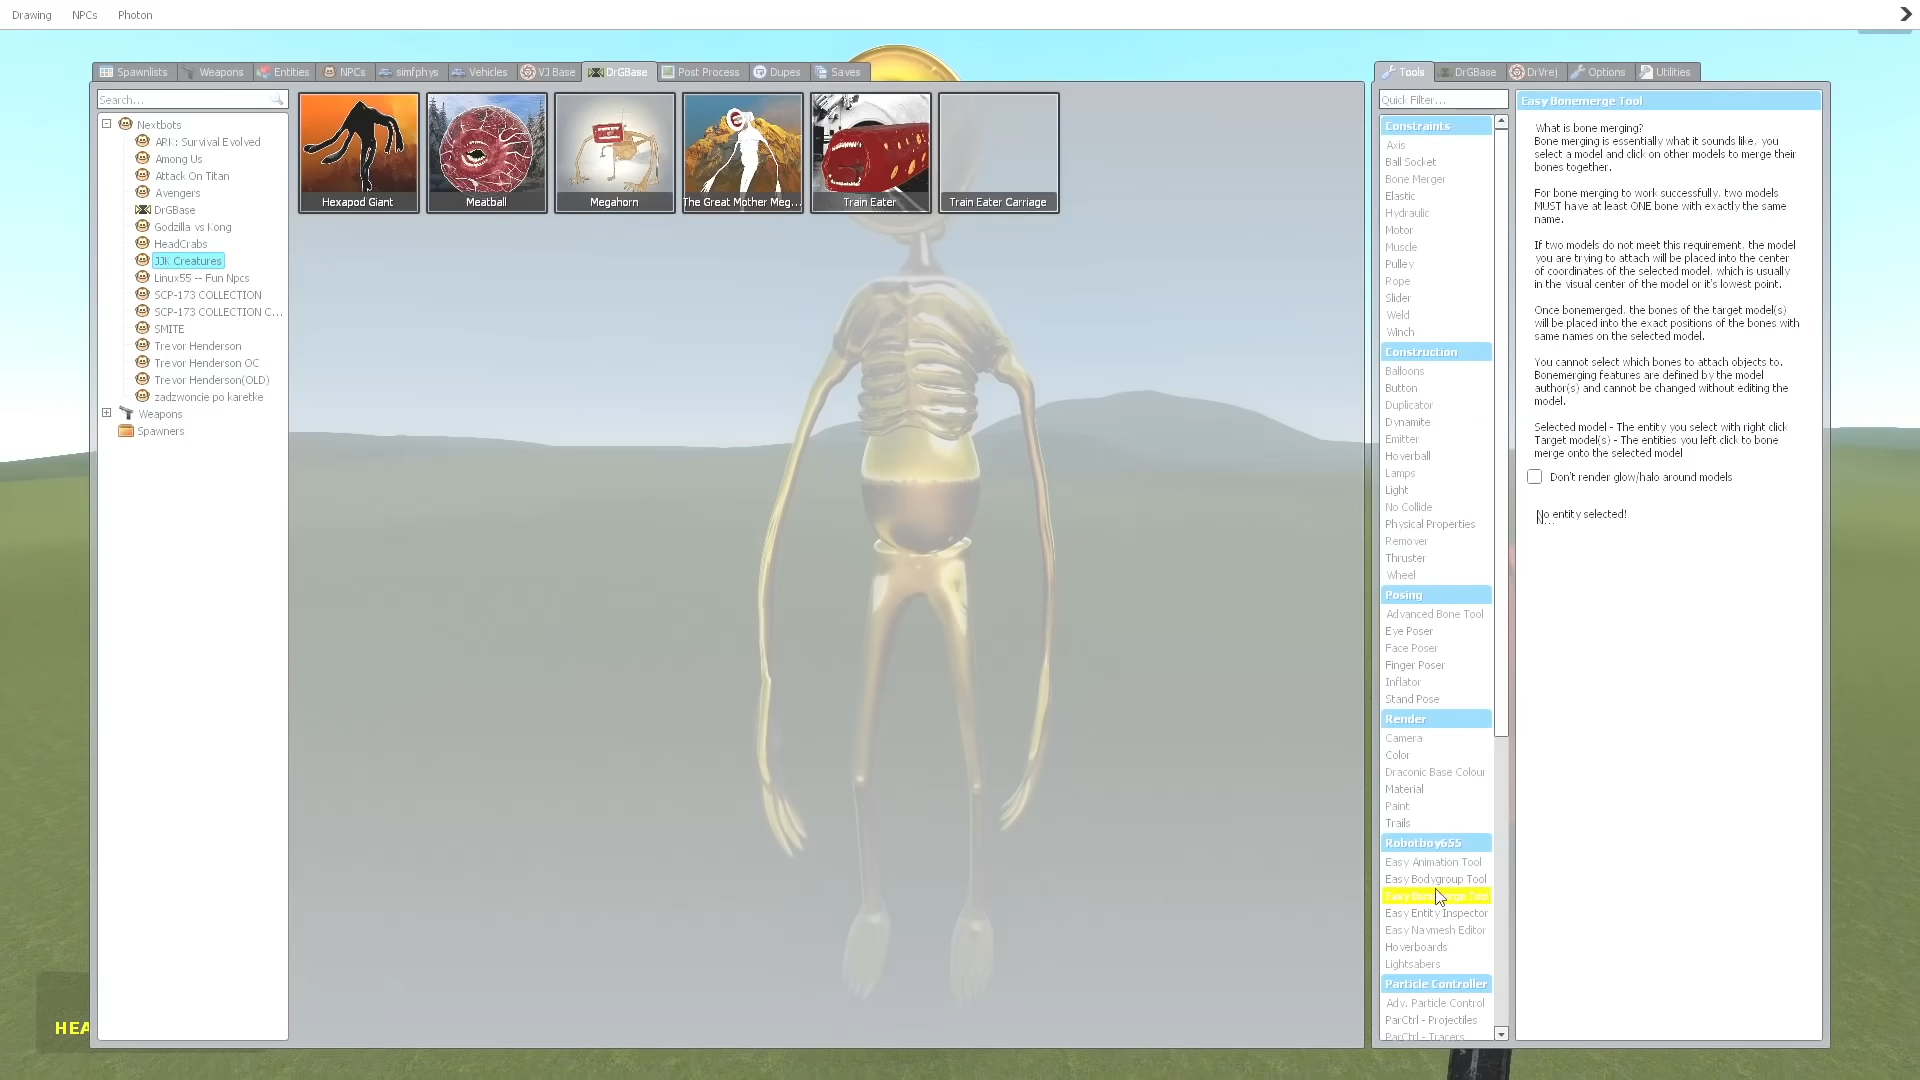 Drawing NPCs Photon
Spawnlists Weapons Entities NPCs simfphys Vehicles VJ Base DrGBase Post Process Dupes Saves
Search...
Nextbots
ARK: Survival Evolved
Among Us
Attack On Titan
Avengers
DrGBase
Godzilla vs Kong
HeadCrabs
JJK Creatures
Linux55 -- Fun Npcs
SCP-173 COLLECTION
SCP-173 COLLECTION C...
SMITE
Trevor Henderson
Trevor Henderson OC
Trevor Henderson(OLD)
zadzwoncie po karetke
Weapons
Spawners
Hexapod Giant
Meatball
Megahorn
The Great Mother Meg...
Train Eater
Train Eater Carriage
HEA
Tools DrGBase DrVrej Options Utilities
Quick Filter...
Constraints
Axis
Ball Socket
Bone Merger
Elastic
Hydraulic
Motor
Muscle
Pulley
Rope
Slider
Weld
Winch
Construction
Balloons
Button
Duplicator
Dynamite
Emitter
Hoverball
Lamps
Light
No Collide
Physical Properties
Remover
Thruster
Wheel
Posing
Advanced Bone Tool
Eye Poser
Face Poser
Finger Poser
Inflator
Stand Pose
Render
Camera
Color
Draconic Base Colour
Material
Paint
Trails
Robotboy655
Easy Animation Tool
Easy Bodygroup Tool
Easy Bonemerge Tool
Easy Entity Inspector
Easy Navmesh Editor
Hoverboards
Lightsabers
Particle Controller
Adv. Particle Control
ParCtrl - Projectiles
ParCtrl - Tracers
Easy Bonemerge Tool
What is bone merging?
Bone merging is essentially what it sounds like, you
select a model and click on other models to merge their
bones together.
For bone merging to work successfully, two models
MUST have at least ONE bone with exactly the same
name.
If two models do not meet this requirement, the model
you are trying to attach will be placed into the center
of coordinates of the selected model, which is usually
in the visual center of the model or it's lowest point.
Once bonemerged, the bones of the target model(s)
will be placed into the exact positions of the bones with
same names on the selected model.
You cannot select which bones to attach objects to.
Bonemerging features are defined by the model
author(s) and cannot be changed without editing the
model.
Selected model - The entity you select with right click
Target model(s) - The entities you left click to bone
merge onto the selected model
Don't render glow/halo around models
No entity selected!
N...